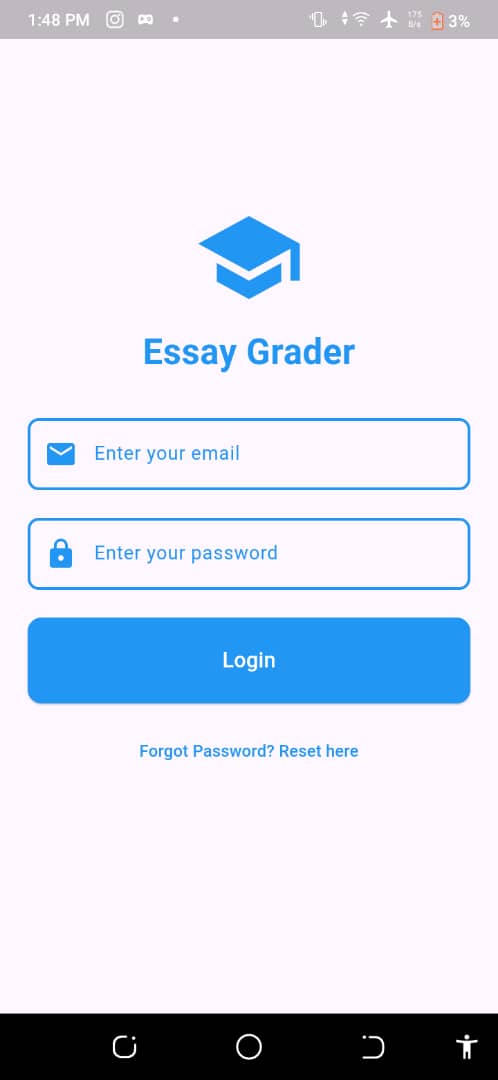 1:48 PM
175
B/s
3%
Essay Grader
Enter your email
Enter your password
Login
Forgot Password? Reset here